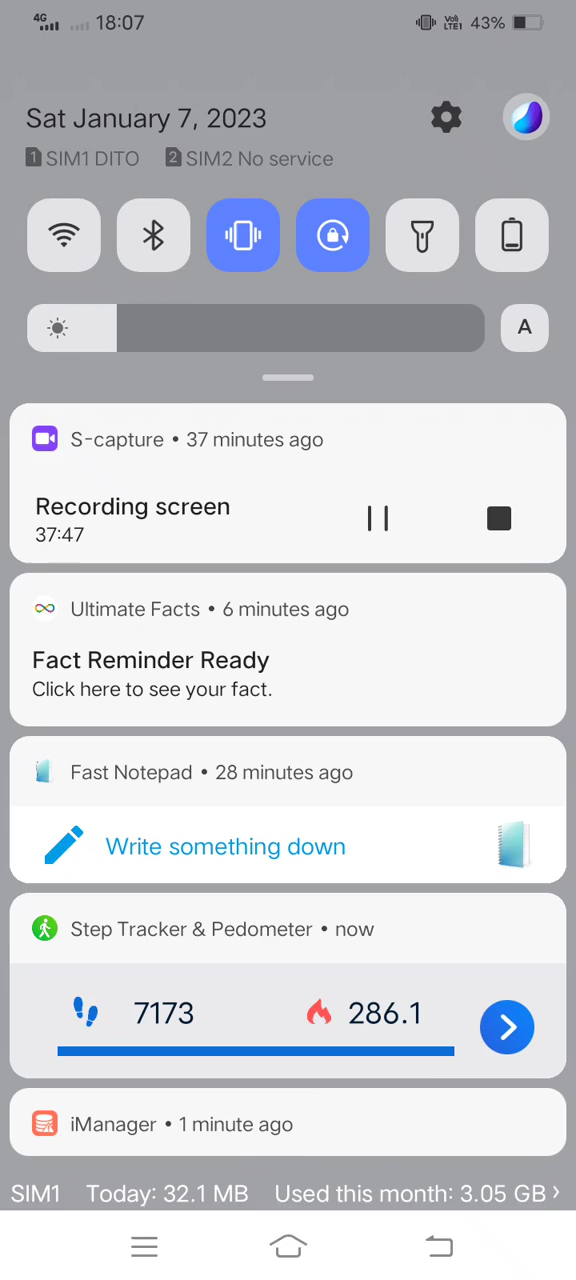 4G 18:07 Vol) LTE1 43%
Sat January 7, 2023
1 SIM1 DITO 2 SIM2 No service
A
S-capture • 37 minutes ago
Recording screen
37:47
Ultimate Facts • 6 minutes ago
Fact Reminder Ready
Click here to see your fact.
Fast Notepad • 28 minutes ago
Write something down
Step Tracker & Pedometer • now
7173 286.1
iManager • 1 minute ago
SIM1 Today: 32.1 MB Used this month: 3.05 GB ›